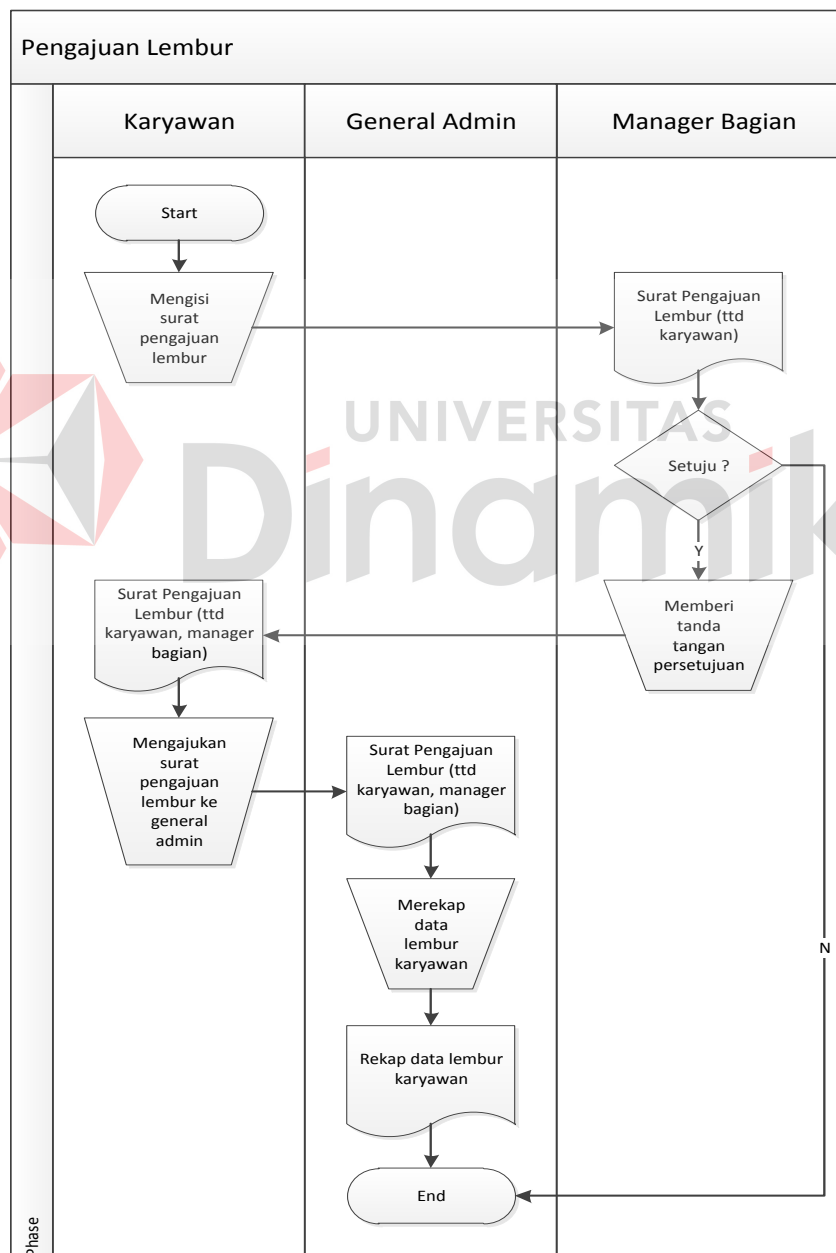 Pengajuan Lembur
Karyawan
General Admin
Manager Bagian
Start
Mengisi
surat
pengajuan
lembur
Surat Pengajuan
Lembur (ttd
karyawan)
UNIVERSITAS
Dinamik
Setuju ?
Y
Memberi
tanda
tangan
persetujuan
Surat Pengajuan
Lembur (ttd
karyawan, manager
bagian)
Mengajukan
surat
pengajuan
lembur ke
general
admin
Surat Pengajuan
Lembur (ttd
karyawan, manager
bagian)
Merekap
data
lembur
karyawan
N
Rekap data lembur
karyawan
End
Phase